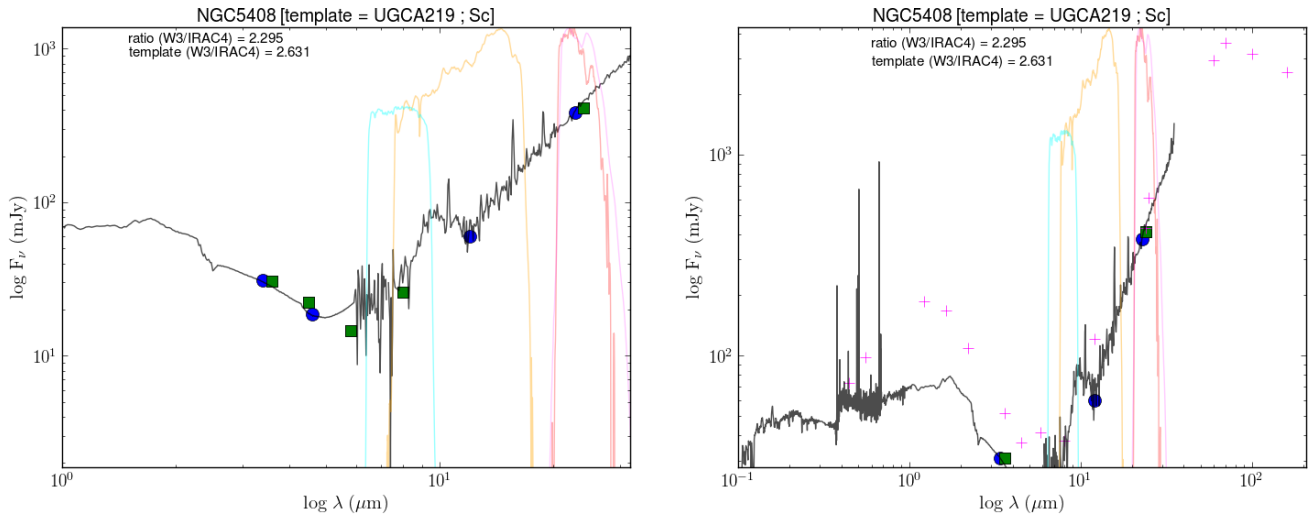 NGC5408 [template = UGCA219 ; Sc]
ratio (W3/IRAC4) = 2.295
template (W3/IRAC4) = 2.631
10³
10²
10¹
log Fν (mJy)
10⁰
10¹
log λ (μm)
NGC5408 [template = UGCA219 ; Sc]
ratio (W3/IRAC4) = 2.295
template (W3/IRAC4) = 2.631
10³
10²
log Fν (mJy)
10⁻¹
10⁰
10¹
10²
log λ (μm)